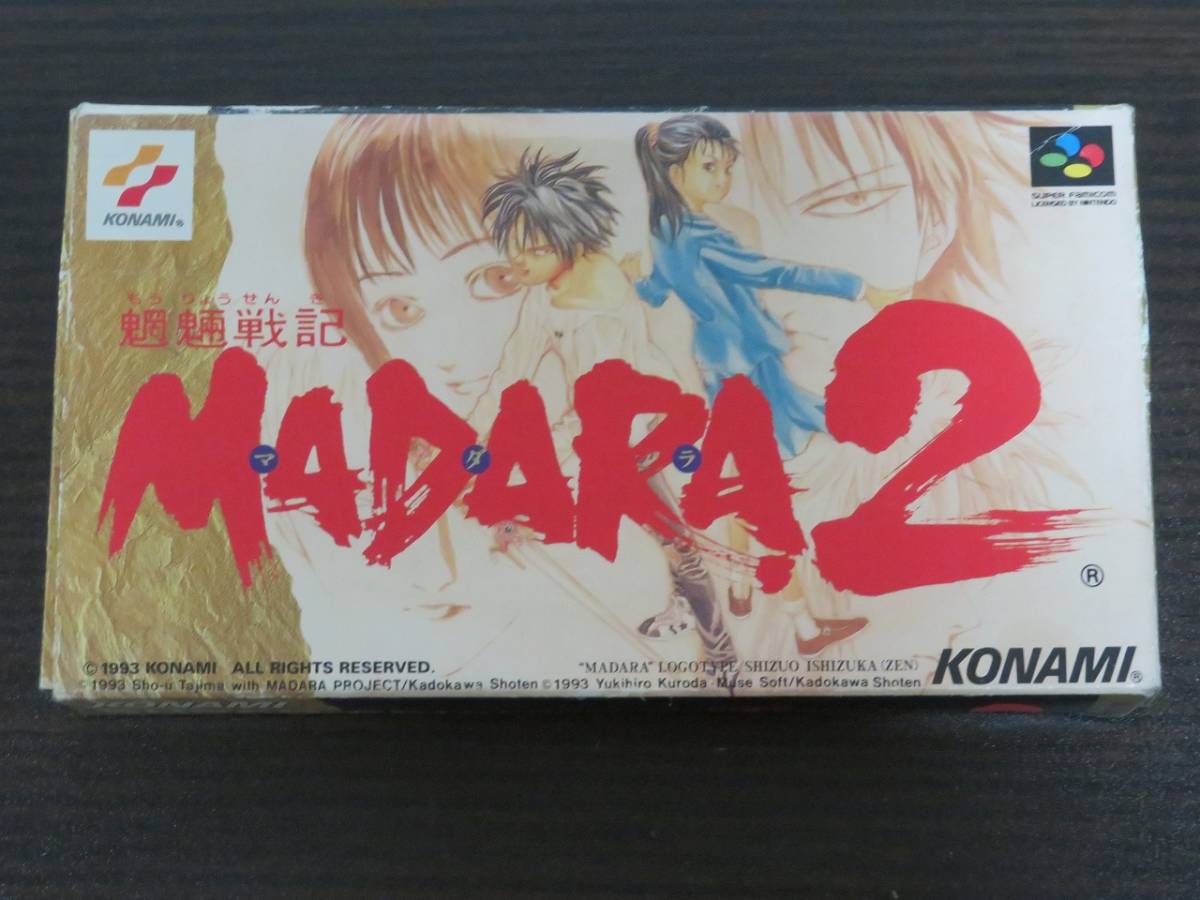 KONAMI®
SUPER FAMICOM
LICENSED BY NINTENDO
もうりょうせんき
魍魎戦記
MADARA2
マダラ
®
© 1993 KONAMI ALL RIGHTS RESERVED.
"MADARA" LOGOTYPE SHIZUO ISHIZUKA (ZEN)
© 1993 Sho-u Tajima with MADARA PROJECT/Kadokawa Shoten © 1993 Yukihiro Kuroda Muse Soft/Kadokawa Shoten
KONAMI®
KONAMI